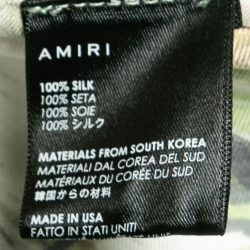 AMIRI
100% SILK
100% SETA
100% SOIE
100% シルク
MATERIALS FROM SOUTH KOREA
MATERIALI DAL COREA DEL SUD
MATÉRIAUX DU CORÉE DU SUD
韓国からの材料
MADE IN USA
FATTO IN STATI UNITI